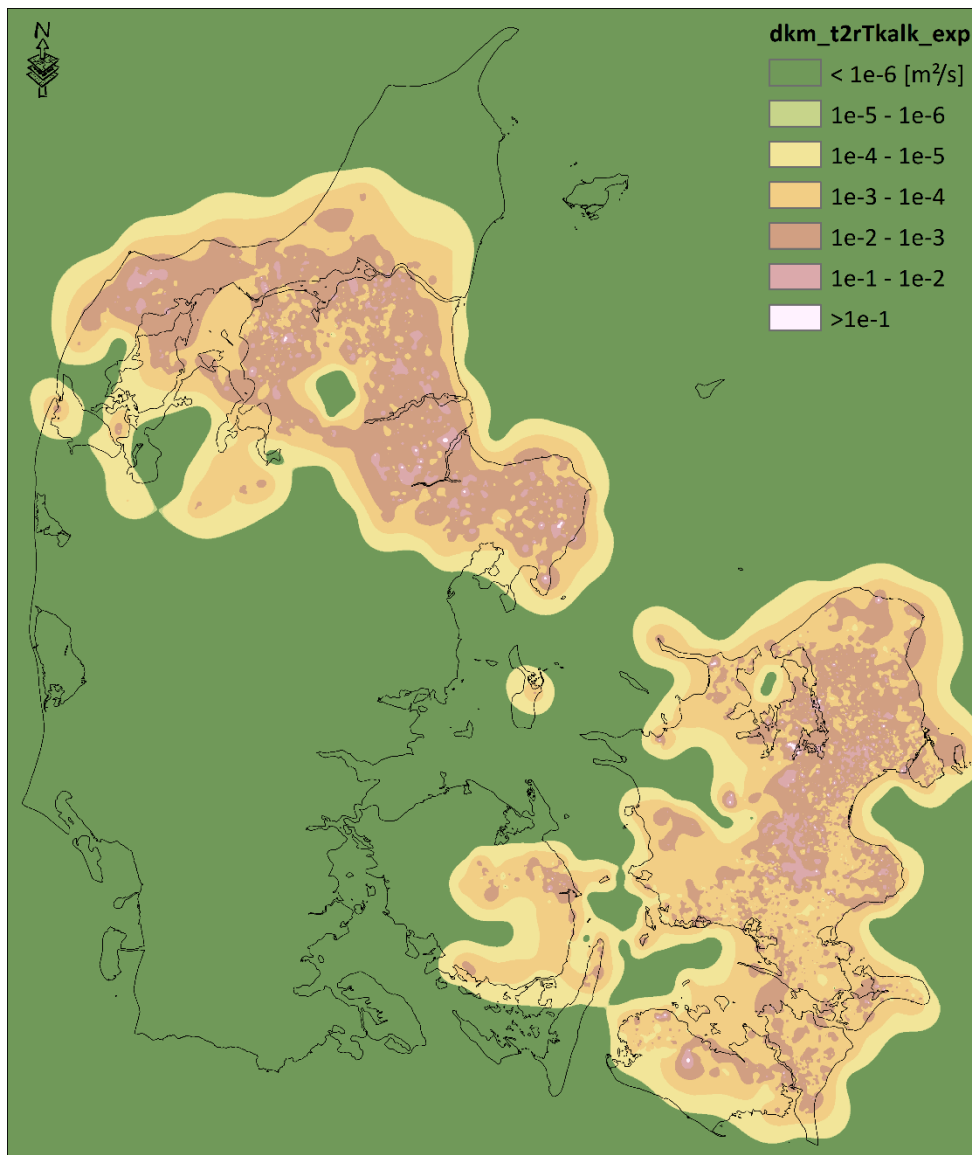 N
dkm_t2rTkalk_exp
< 1e-6 [m²/s]
1e-5 - 1e-6
1e-4 - 1e-5
1e-3 - 1e-4
1e-2 - 1e-3
1e-1 - 1e-2
>1e-1